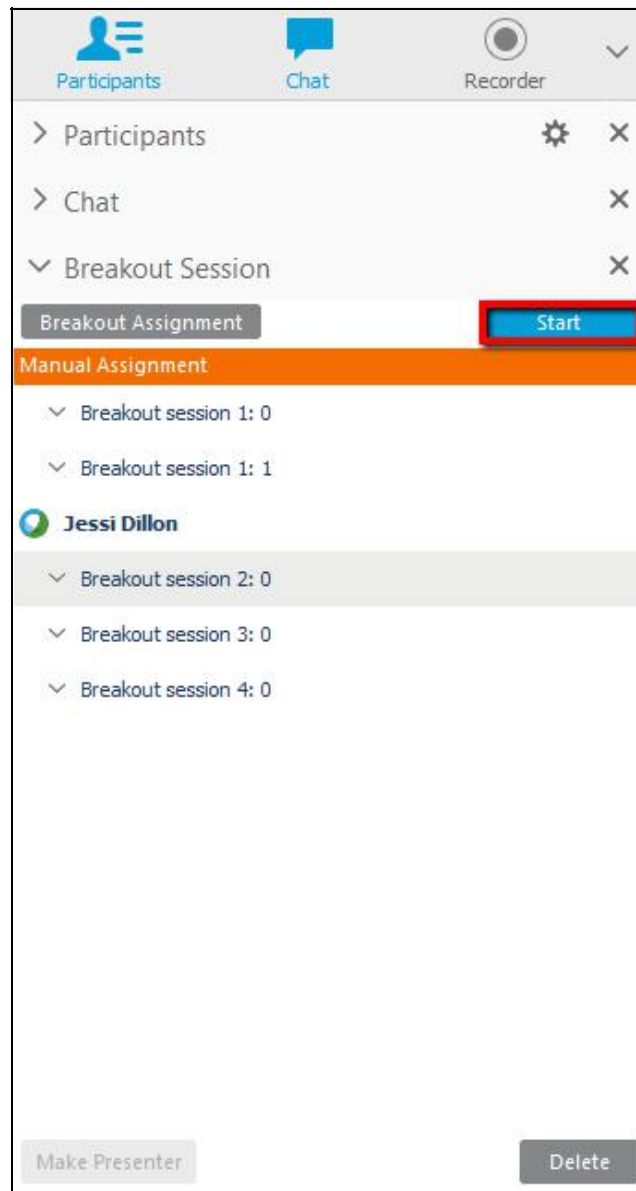 Participants Chat Recorder
Participants
Chat
Breakout Session
Breakout Assignment Start
Manual Assignment
Breakout session 1: 0
Breakout session 1: 1
Jessi Dillon
Breakout session 2: 0
Breakout session 3: 0
Breakout session 4: 0
Make Presenter Delete